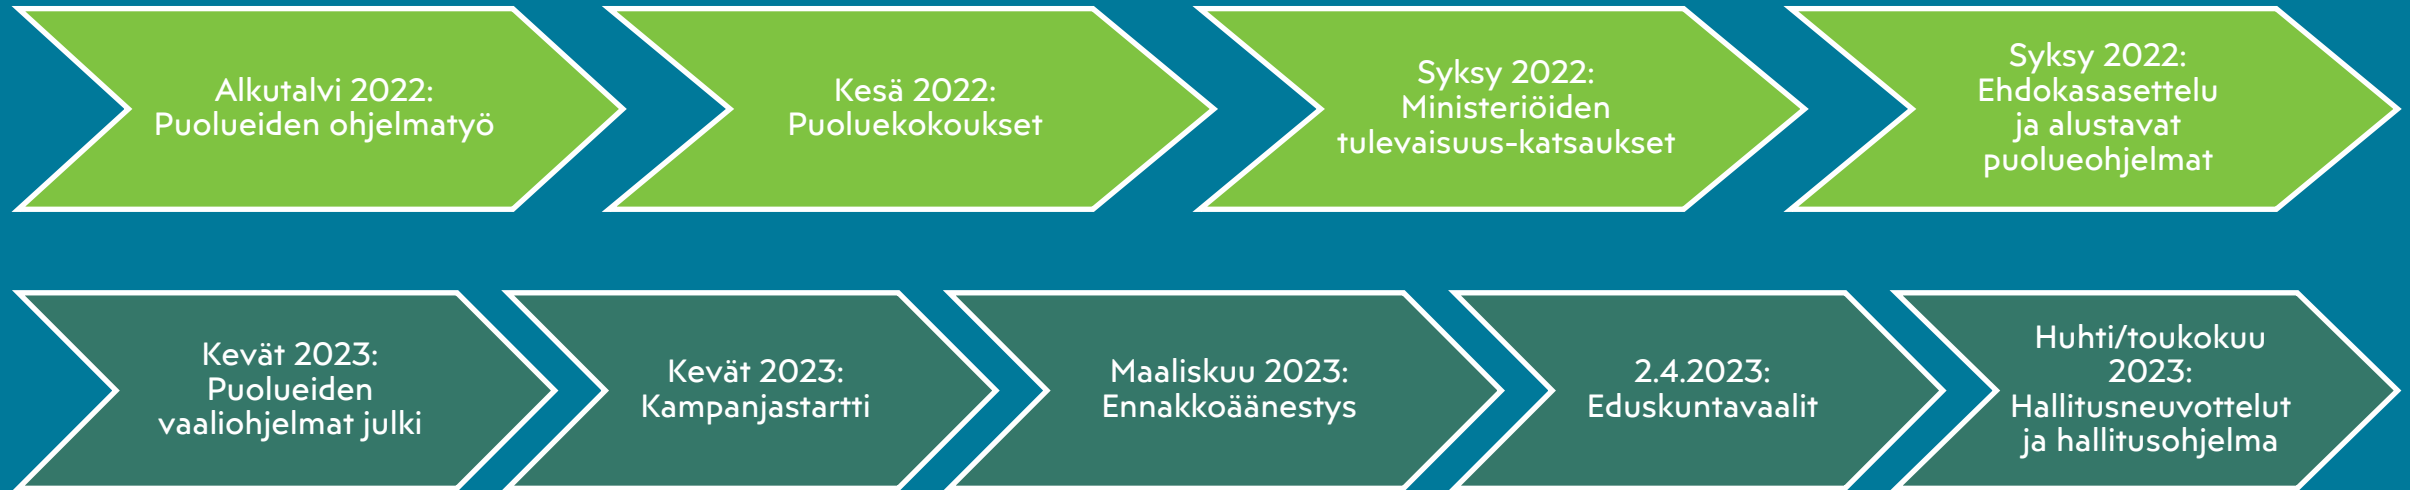 Alkutalvi 2022:
Puolueiden ohjelmatyö
Kesä 2022:
Puoluekokoukset
Syksy 2022:
Ministeriöiden
tulevaisuus-katsaukset
Syksy 2022:
Ehdokasasettelu
ja alustavat
puolueohjelmat
Kevät 2023:
Puolueiden
vaaliohjelmat julki
Kevät 2023:
Kampanjastartti
Maaliskuu 2023:
Ennakkoäänestys
2.4.2023:
Eduskuntavaalit
Huhti/toukokuu
2023:
Hallitusneuvottelut
ja hallitusohjelma